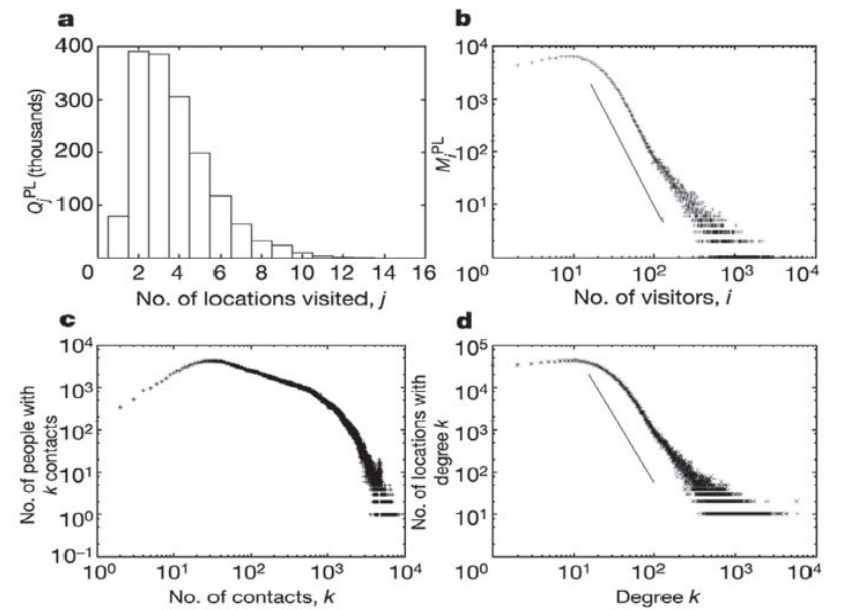 a
400
300
200
100
0 2 4 6 8 10 12 14 16
Q_j^PL (thousands)
No. of locations visited, j
b
10^4
10^3
10^2
10^1
10^0 10^1 10^2 10^3 10^4
M_i^PL
No. of visitors, i
c
10^4
10^3
10^2
10^1
10^0
10^-1
10^0 10^1 10^2 10^3 10^4
No. of people with
k contacts
No. of contacts, k
d
10^5
10^4
10^3
10^2
10^1
10^0 10^1 10^2 10^3 10^4
No. of locations with
degree k
Degree k